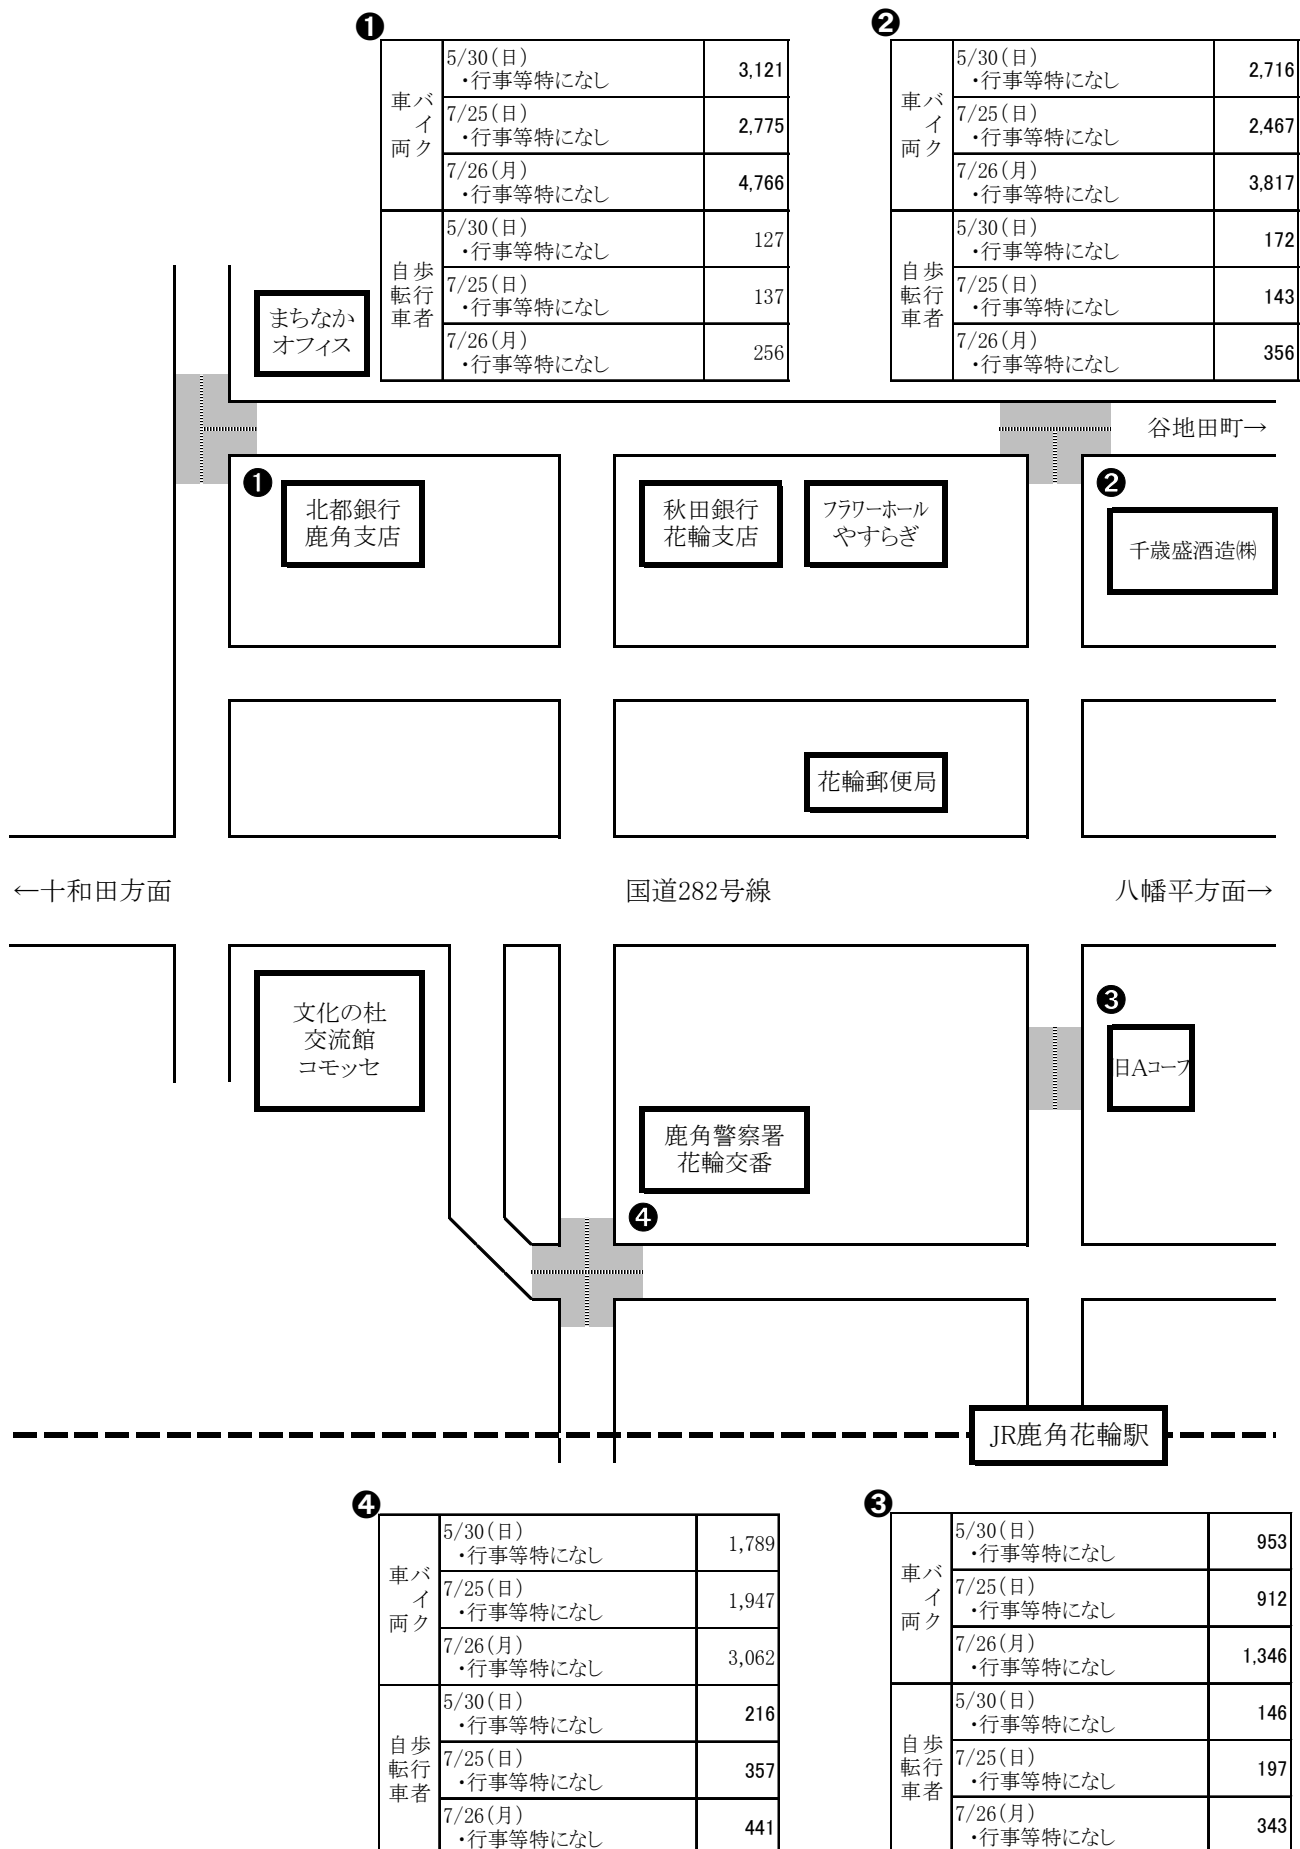 ❶
車両
バイク
5/30(日)
・行事等特になし
3,121
7/25(日)
・行事等特になし
2,775
7/26(月)
・行事等特になし
4,766
自転車
歩行者
5/30(日)
・行事等特になし
127
7/25(日)
・行事等特になし
137
7/26(月)
・行事等特になし
256
❷
車両
バイク
5/30(日)
・行事等特になし
2,716
7/25(日)
・行事等特になし
2,467
7/26(月)
・行事等特になし
3,817
自転車
歩行者
5/30(日)
・行事等特になし
172
7/25(日)
・行事等特になし
143
7/26(月)
・行事等特になし
356
まちなか
オフィス
谷地田町→
❶
北都銀行
鹿角支店
秋田銀行
花輪支店
フラワーホール
やすらぎ
❷
千歳盛酒造㈱
花輪郵便局
←十和田方面
国道282号線
八幡平方面→
文化の杜
交流館
コモッセ
❸
旧Aコープ
鹿角警察署
花輪交番
❹
JR鹿角花輪駅
❹
車両
バイク
5/30(日)
・行事等特になし
1,789
7/25(日)
・行事等特になし
1,947
7/26(月)
・行事等特になし
3,062
自転車
歩行者
5/30(日)
・行事等特になし
216
7/25(日)
・行事等特になし
357
7/26(月)
・行事等特になし
441
❸
車両
バイク
5/30(日)
・行事等特になし
953
7/25(日)
・行事等特になし
912
7/26(月)
・行事等特になし
1,346
自転車
歩行者
5/30(日)
・行事等特になし
146
7/25(日)
・行事等特になし
197
7/26(月)
・行事等特になし
343